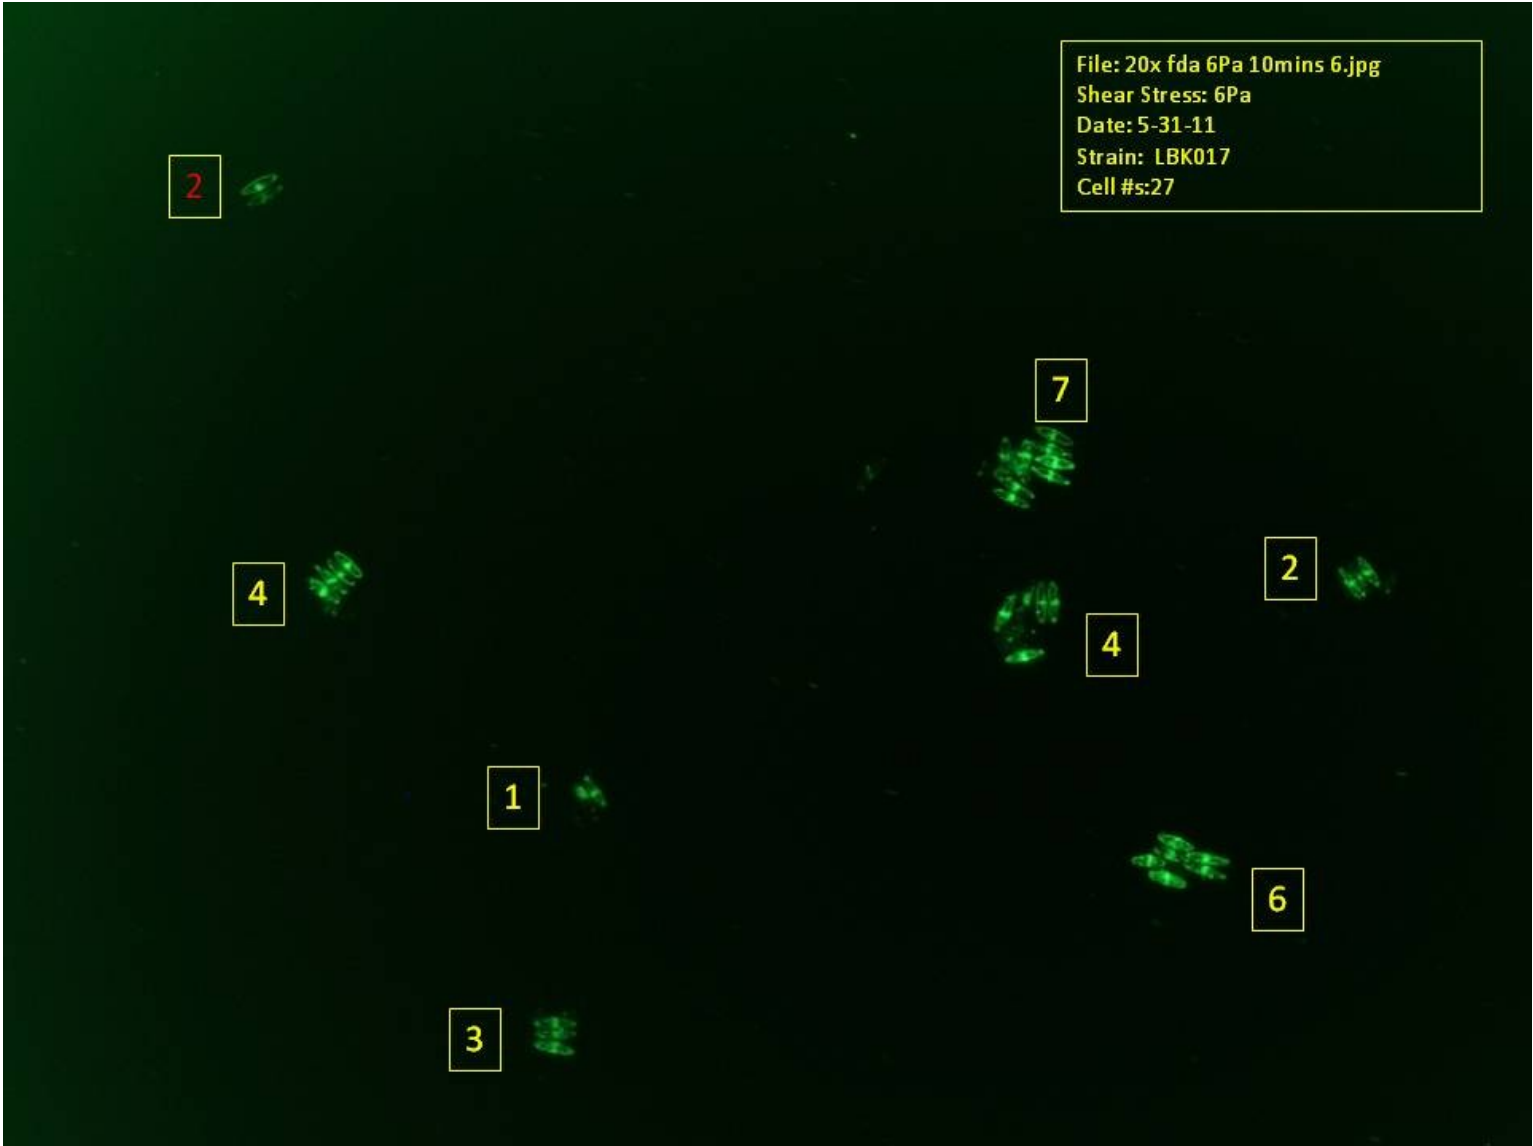 File: 20x fda 6Pa 10mins 6.jpg
Shear Stress: 6Pa
Date: 5-31-11
Strain: LBK017
Cell #s:27
2
7
2
4
4
1
6
3